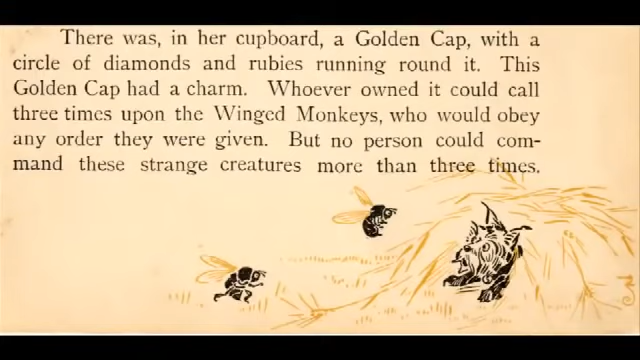 There was, in her cupboard, a Golden Cap, with a
circle of diamonds and rubies running round it. This
Golden Cap had a charm. Whoever owned it could call
three times upon the Winged Monkeys, who would obey
any order they were given. But no person could com-
mand these strange creatures more than three times.